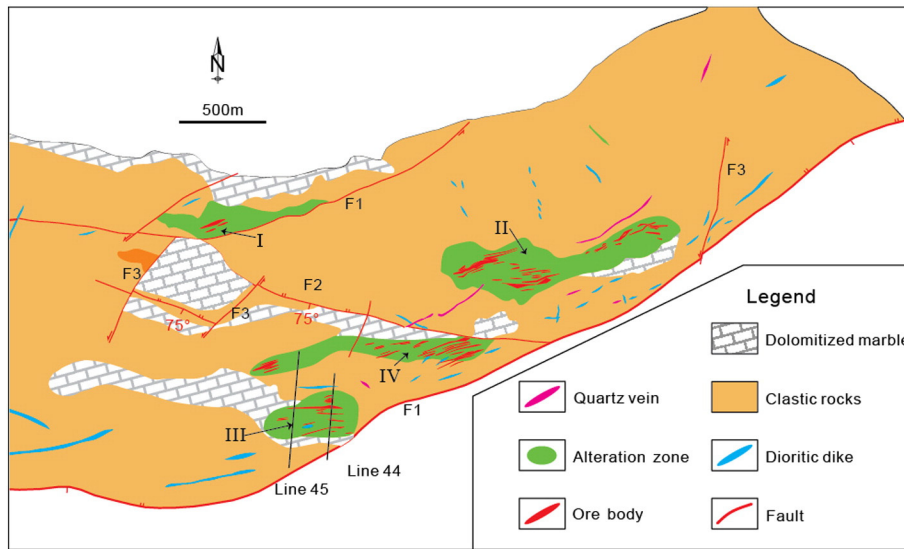 N
500m
F1
I
F3
II
F3
F2
F3
75°
75°
IV
F1
III
Line 44
Line 45
Legend
Dolomitized marble
Quartz vein
Clastic rocks
Alteration zone
Dioritic dike
Ore body
Fault